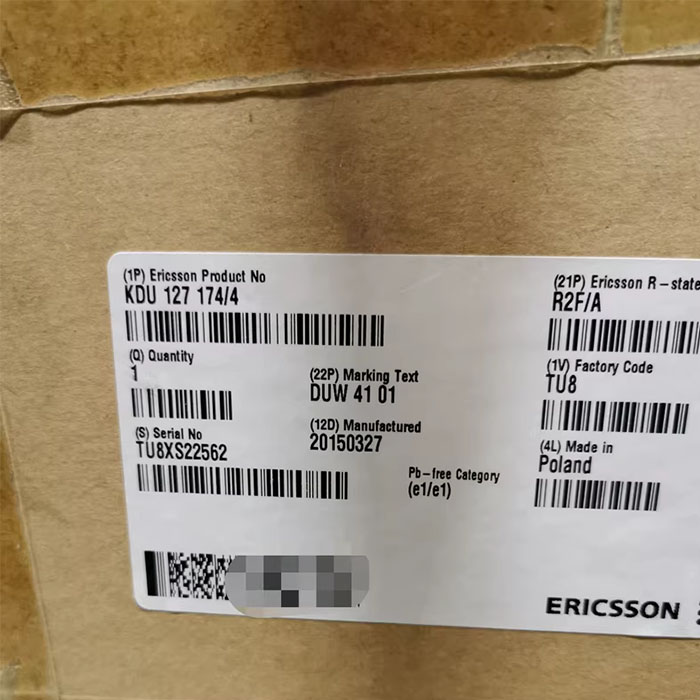 (1P) Ericsson Product No
KDU 127 174/4
(21P) Ericsson R-state
R2F/A
(Q) Quantity
1
(22P) Marking Text
DUW 41 01
(1V) Factory Code
TU8
(S) Serial No
TU8XS22562
(12D) Manufactured
20150327
(4L) Made in
Poland
Pb-free Category
(e1/e1)
ERICSSON